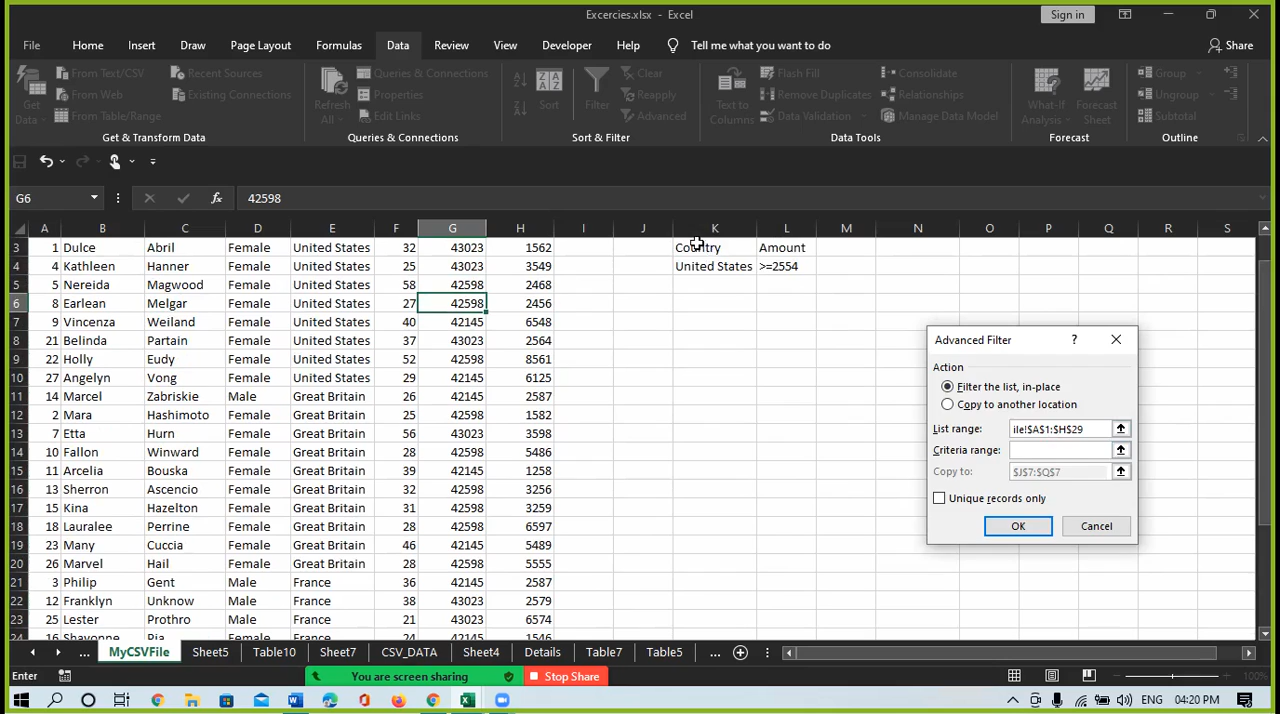 Excercies.xlsx - Excel
Sign in
File Home Insert Draw Page Layout Formulas Data Review View Developer Help Tell me what you want to do Share
Get Data
From Text/CSV
From Web
From Table/Range
Recent Sources
Existing Connections
Get & Transform Data
Refresh All
Queries & Connections
Properties
Edit Links
Queries & Connections
Sort
Filter
Clear
Reapply
Advanced
Sort & Filter
Text to Columns
Flash Fill
Remove Duplicates
Data Validation
Consolidate
Relationships
Manage Data Model
Data Tools
What-If Analysis
Forecast Sheet
Forecast
Group
Ungroup
Subtotal
Outline
G6 fx 42598
A B C D E F G H I J K L M N O P Q R S
3 1 Dulce Abril Female United States 32 43023 1562 Country Amount
4 4 Kathleen Hanner Female United States 25 43023 3549 United States >=2554
5 5 Nereida Magwood Female United States 58 42598 2468
6 8 Earlean Melgar Female United States 27 42598 2456
7 9 Vincenza Weiland Female United States 40 42145 6548
8 21 Belinda Partain Female United States 37 43023 2564
9 22 Holly Eudy Female United States 52 42598 8561
10 27 Angelyn Vong Female United States 29 42145 6125
11 14 Marcel Zabriskie Male Great Britain 26 42145 2587
12 2 Mara Hashimoto Female Great Britain 25 42598 1582
13 7 Etta Hurn Female Great Britain 56 43023 3598
14 10 Fallon Winward Female Great Britain 28 42598 5486
15 11 Arcelia Bouska Female Great Britain 39 42145 1258
16 13 Sherron Ascencio Female Great Britain 32 42598 3256
17 15 Kina Hazelton Female Great Britain 31 42598 3259
18 17 Lauralee Perrine Female Great Britain 28 42598 6597
19 23 Many Cuccia Female Great Britain 46 42145 5489
20 26 Marvel Hail Female Great Britain 28 42598 5555
21 3 Philip Gent Male France 36 42145 2587
22 12 Franklyn Unknow Male France 38 43023 2579
23 19 Lester Prothro Male France 21 43023 6574
24 16 Shavonne Pia Female France 24 42145 1546
Advanced Filter ?
Action
Filter the list, in-place
Copy to another location
List range: ile!$A$1:$H$29
Criteria range:
Copy to: $J$7:$Q$7
Unique records only
OK Cancel
... MyCSVFile Sheet5 Table10 Sheet7 CSV_DATA Sheet4 Details Table7 Table5 ...
Enter
You are screen sharing Stop Share
100%
ENG 04:20 PM